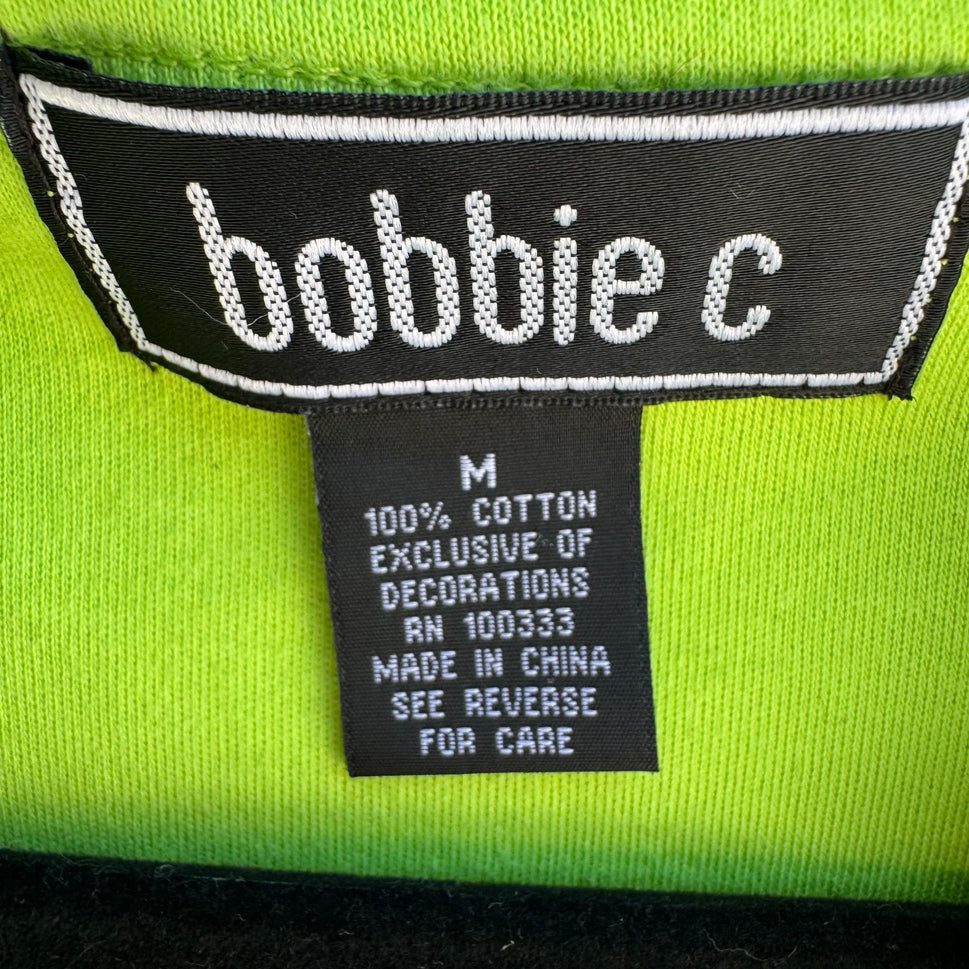 bobbie c
M
100% COTTON
EXCLUSIVE OF
DECORATIONS
RN 100333
MADE IN CHINA
SEE REVERSE
FOR CARE